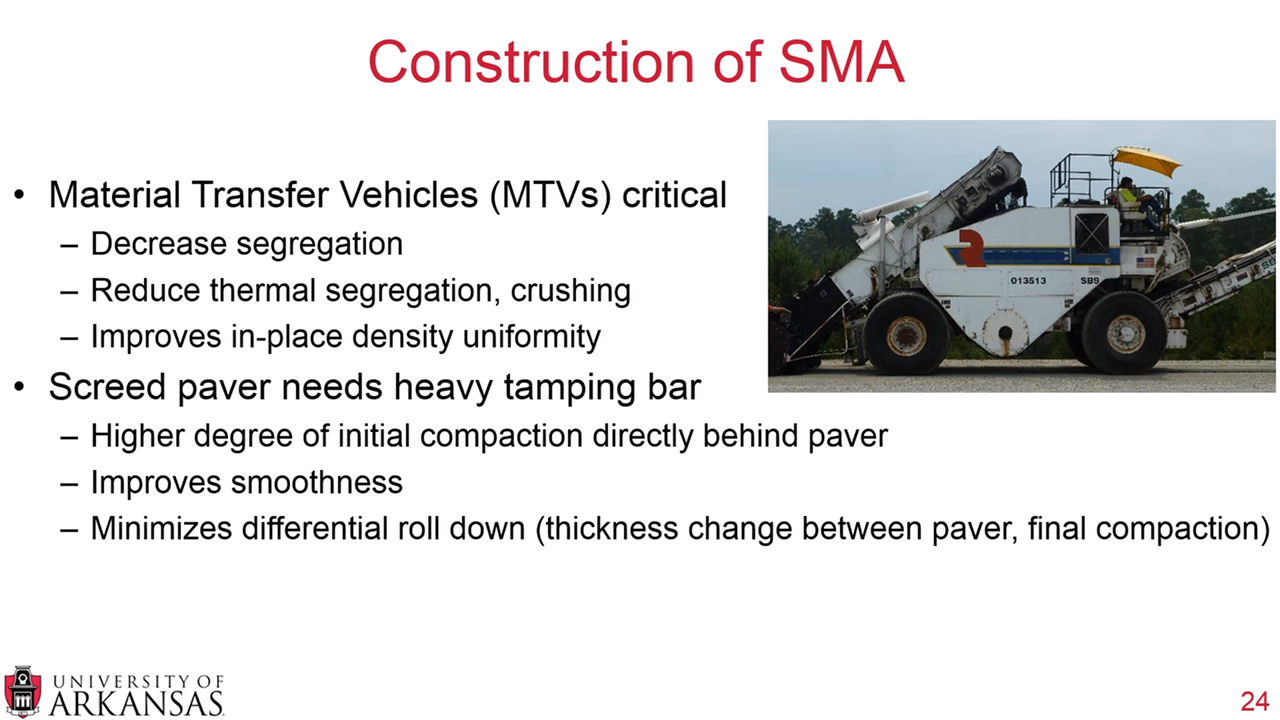 Construction of SMA
• Material Transfer Vehicles (MTVs) critical
– Decrease segregation
– Reduce thermal segregation, crushing
– Improves in-place density uniformity
• Screed paver needs heavy tamping bar
– Higher degree of initial compaction directly behind paver
– Improves smoothness
– Minimizes differential roll down (thickness change between paver, final compaction)
013513 SB9
UNIVERSITY OF
ARKANSAS
24